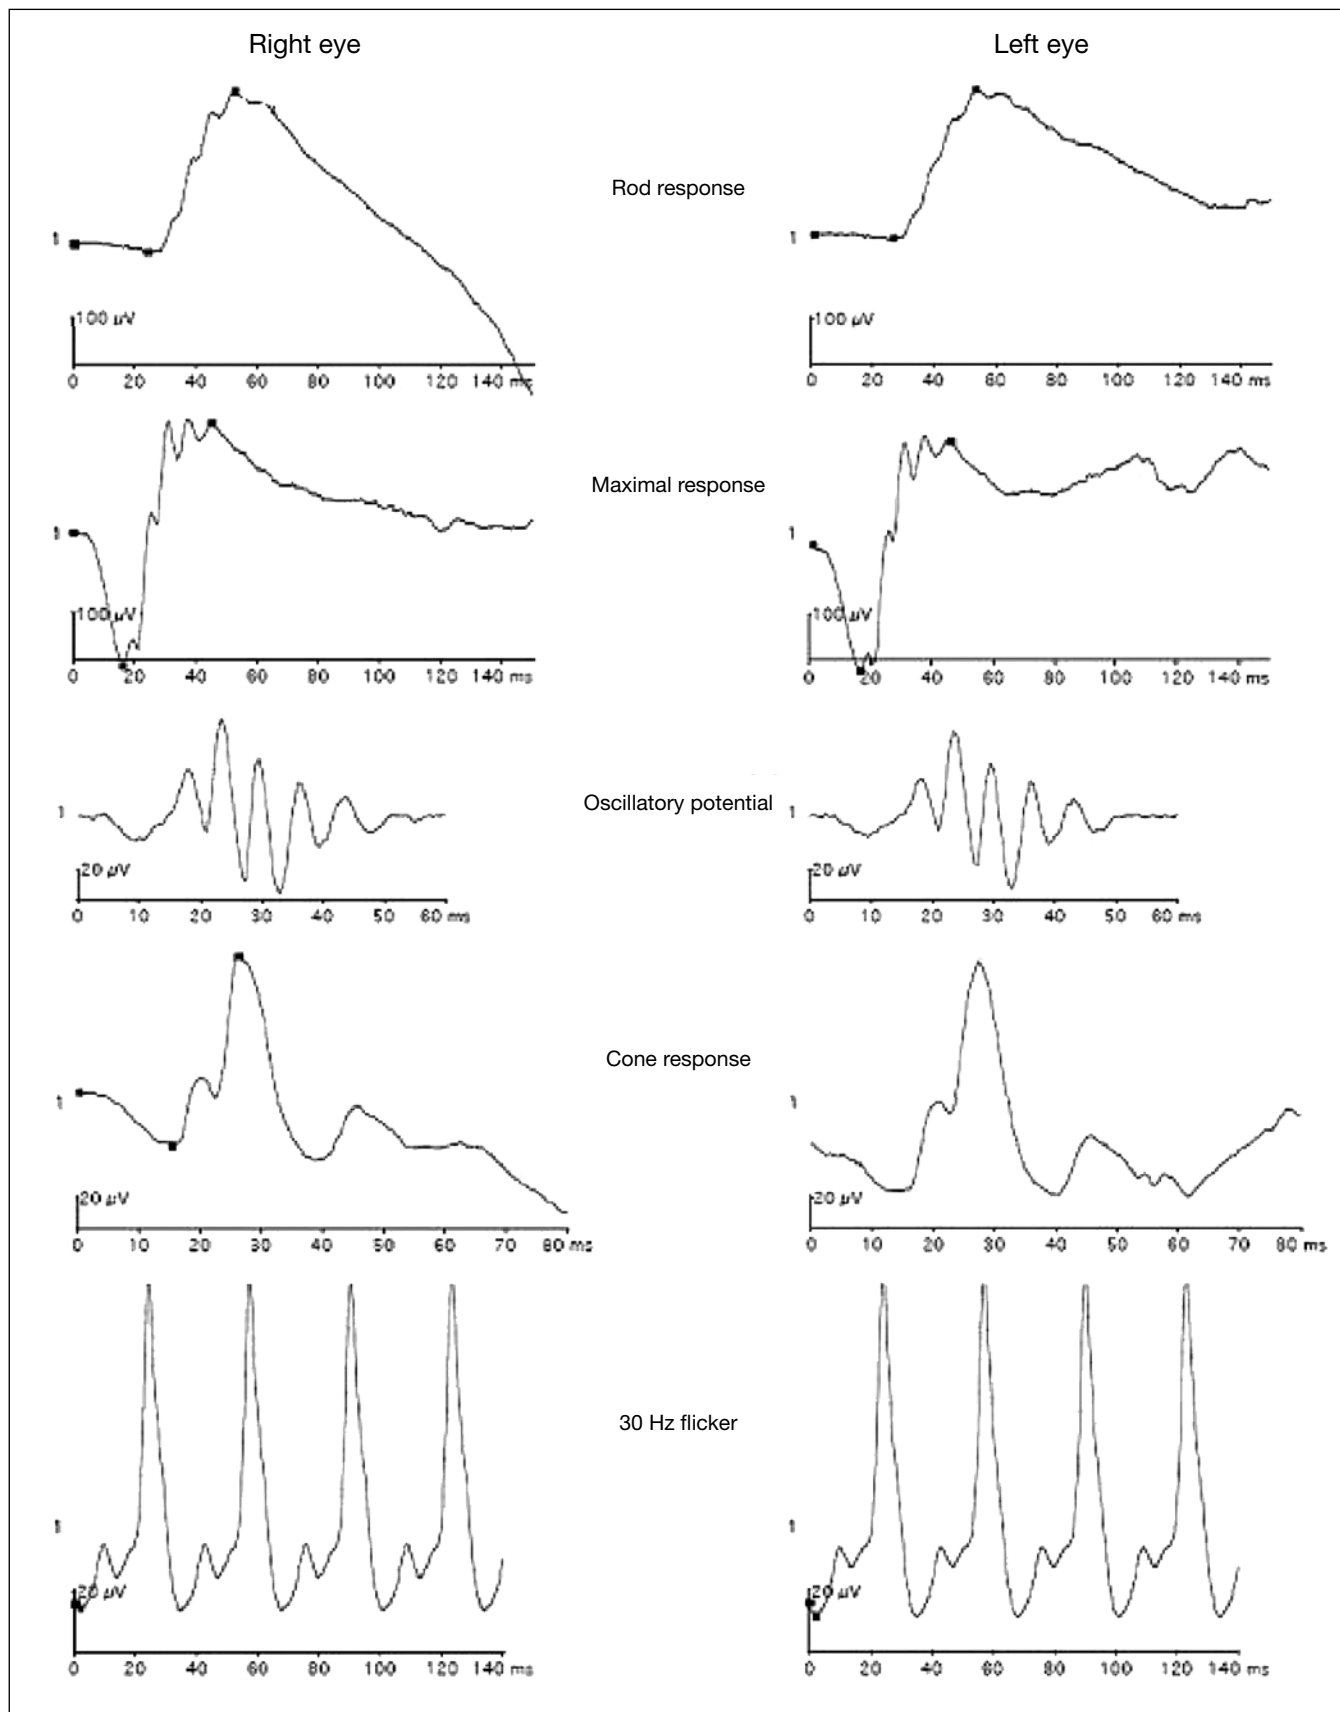 Right eye
Left eye
Rod response
1
100 µV
0 20 40 60 80 100 120 140 ms
1
100 µV
0 20 40 60 80 100 120 140 ms
Maximal response
1
100 µV
0 20 40 60 80 100 120 140 ms
1
100 µV
0 20 40 60 80 100 120 140 ms
Oscillatory potential
1
20 µV
0 10 20 30 40 50 60 ms
1
20 µV
0 10 20 30 40 50 60 ms
Cone response
1
20 µV
0 10 20 30 40 50 60 70 80 ms
1
20 µV
0 10 20 30 40 50 60 70 80 ms
30 Hz flicker
1
20 µV
0 20 40 60 80 100 120 140 ms
1
20 µV
0 20 40 60 80 100 120 140 ms